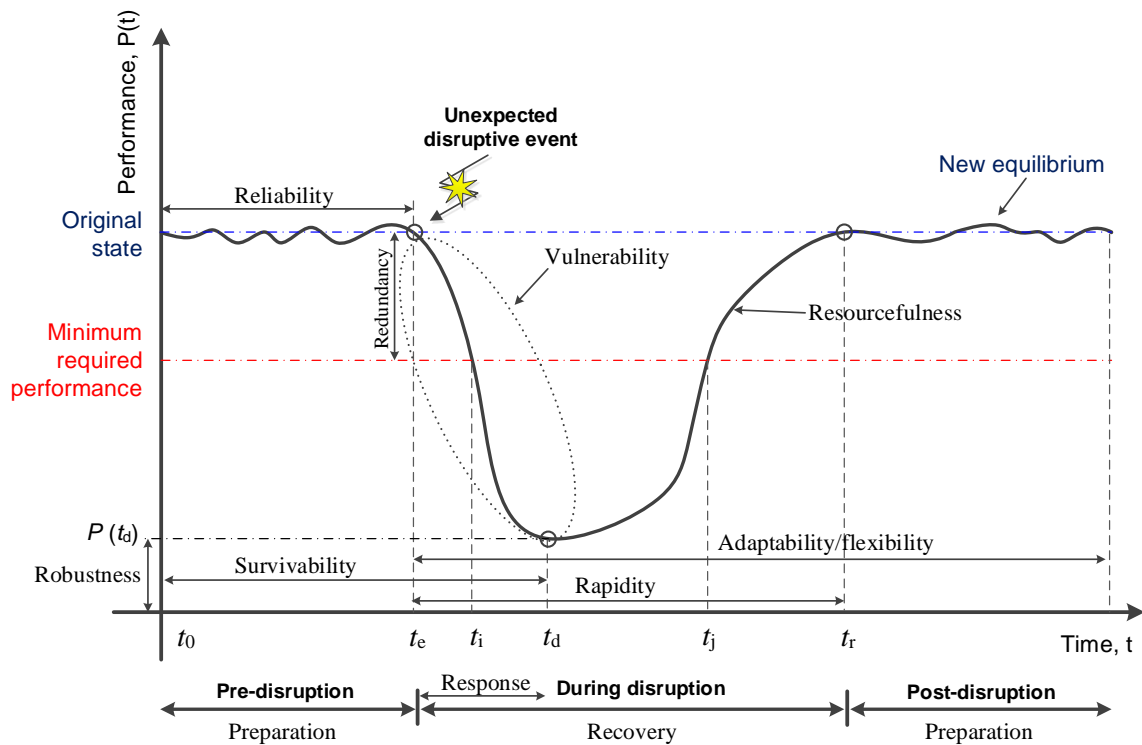 Performance, P(t)
Unexpected
disruptive event
New equilibrium
Reliability
Original
state
Redundancy
Vulnerability
Resourcefulness
Minimum
required
performance
P (td)
Robustness
Survivability
Adaptability/flexibility
Rapidity
t0 te ti td tj tr Time, t
Pre-disruption Response During disruption Post-disruption
Preparation Recovery Preparation